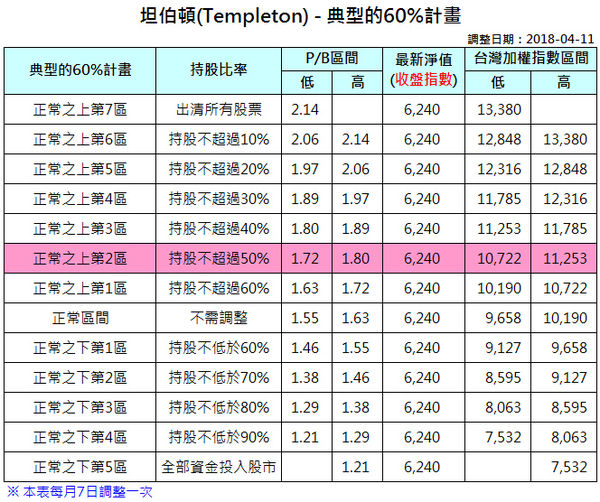 坦伯頓(Templeton) - 典型的60%計畫
調整日期：2018-04-11
典型的60%計畫 持股比率 P/B區間 最新淨值 台灣加權指數區間
低 高 (收盤指數) 低 高
正常之上第7區 出清所有股票 2.14 6,240 13,380
正常之上第6區 持股不超過10% 2.06 2.14 6,240 12,848 13,380
正常之上第5區 持股不超過20% 1.97 2.06 6,240 12,316 12,848
正常之上第4區 持股不超過30% 1.89 1.97 6,240 11,785 12,316
正常之上第3區 持股不超過40% 1.80 1.89 6,240 11,253 11,785
正常之上第2區 持股不超過50% 1.72 1.80 6,240 10,722 11,253
正常之上第1區 持股不超過60% 1.63 1.72 6,240 10,190 10,722
正常區間 不需調整 1.55 1.63 6,240 9,658 10,190
正常之下第1區 持股不低於60% 1.46 1.55 6,240 9,127 9,658
正常之下第2區 持股不低於70% 1.38 1.46 6,240 8,595 9,127
正常之下第3區 持股不低於80% 1.29 1.38 6,240 8,063 8,595
正常之下第4區 持股不低於90% 1.21 1.29 6,240 7,532 8,063
正常之下第5區 全部資金投入股市 1.21 6,240 7,532
※ 本表每月7日調整一次